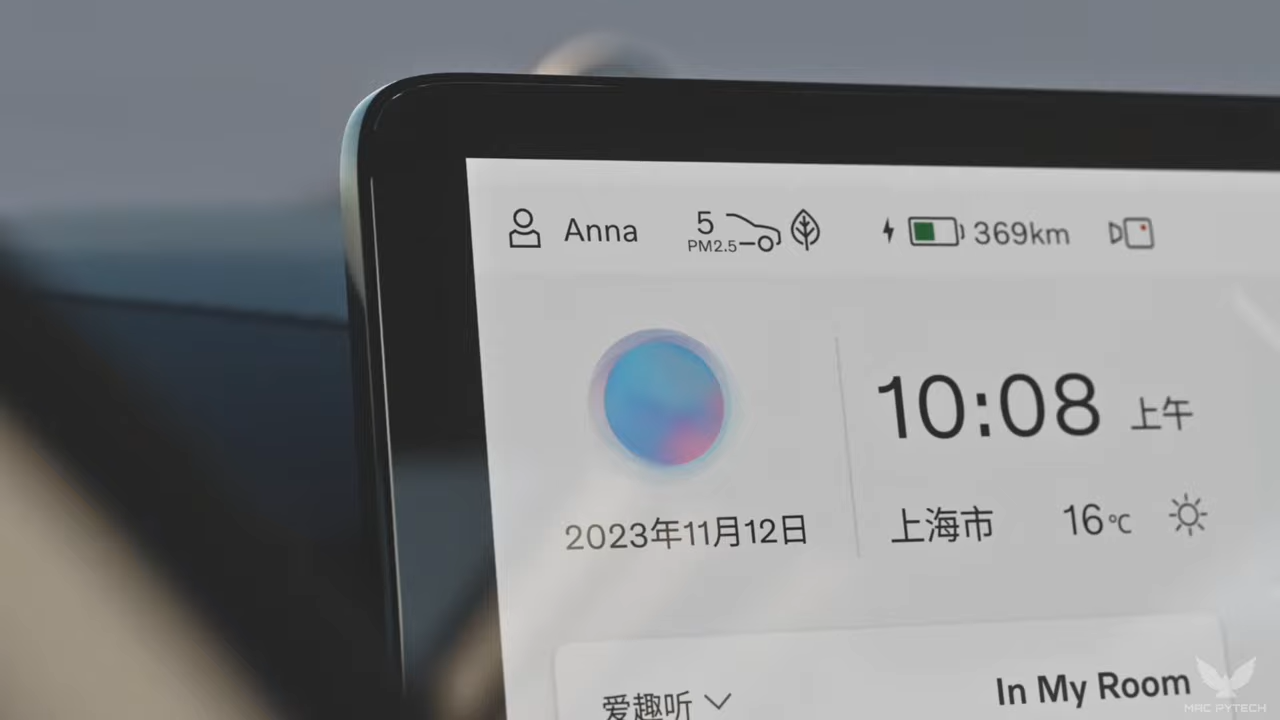 Anna
5
PM2.5
369km
10:08 上午
2023年11月12日
上海市 16℃
爱趣听
In My Room
MAC PYTECH